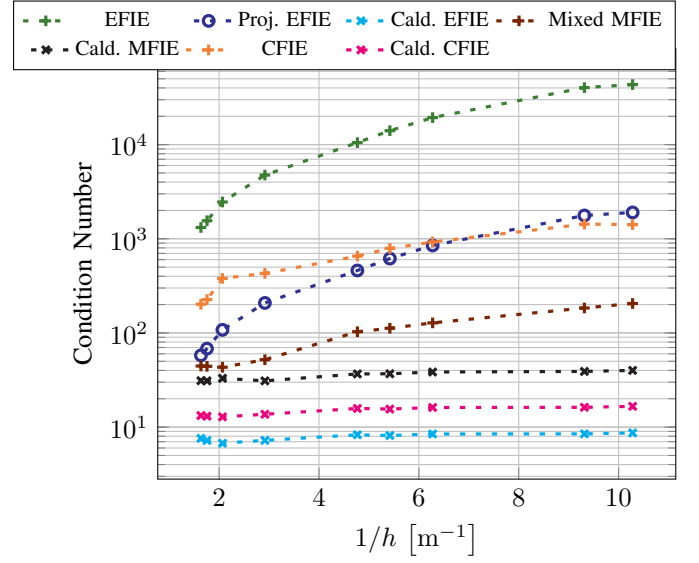 EFIE Proj. EFIE Cald. EFIE Mixed MFIE
Cald. MFIE CFIE Cald. CFIE
Condition Number
10^4
10^3
10^2
10^1
2 4 6 8 10
1/h [m^−1]